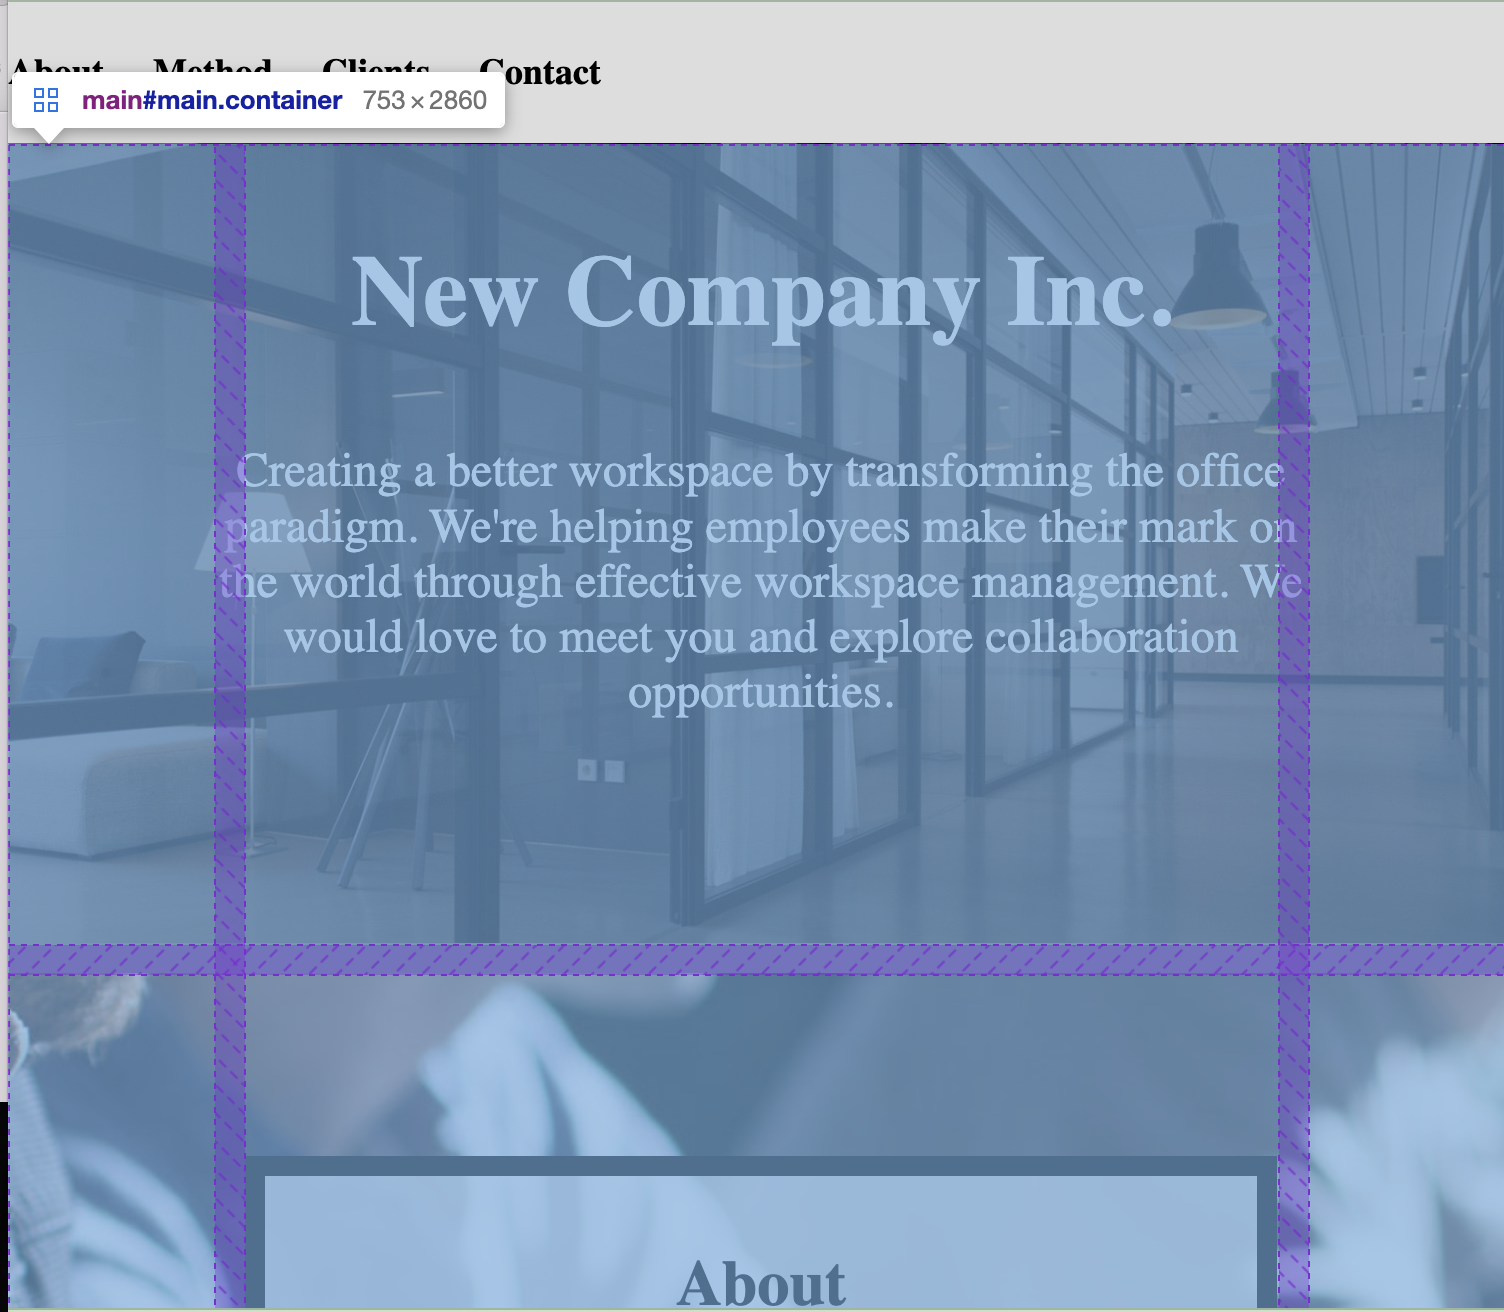 About Method Clients Contact
main#main.container 753 × 2860
New Company Inc.
Creating a better workspace by transforming the office
paradigm. We're helping employees make their mark on
the world through effective workspace management. We
would love to meet you and explore collaboration
opportunities.
About